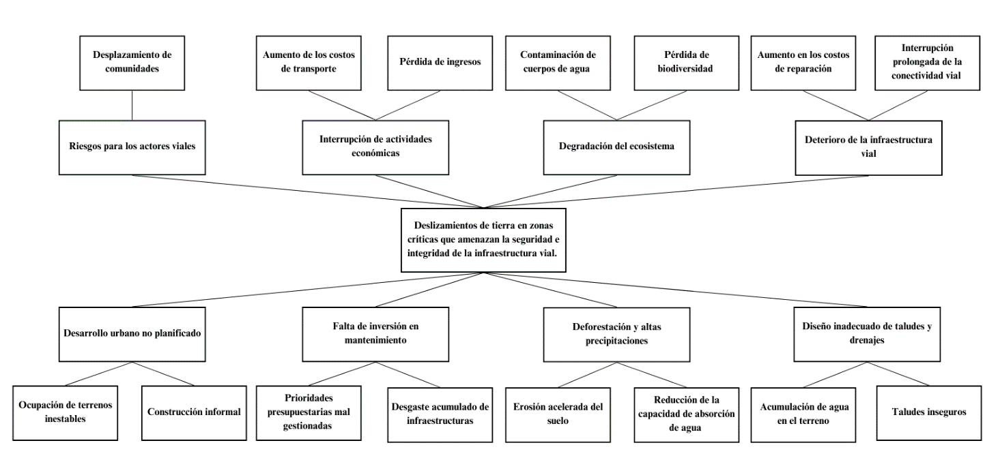 Desplazamiento de
comunidades
Aumento de los costos
de transporte
Pérdida de ingresos
Contaminación de
cuerpos de agua
Pérdida de
biodiversidad
Aumento en los costos
de reparación
Interrupción
prolongada de la
conectividad vial
Riesgos para los actores viales
Interrupción de actividades
económicas
Degradación del ecosistema
Deterioro de la infraestructura
vial
Deslizamientos de tierra en zonas
críticas que amenazan la seguridad e
integridad de la infraestructura vial.
Desarrollo urbano no planificado
Falta de inversión en
mantenimiento
Deforestación y altas
precipitaciones
Diseño inadecuado de taludes y
drenajes
Ocupación de terrenos
inestables
Construcción informal
Prioridades
presupuestarias mal
gestionadas
Desgaste acumulado de
infraestructuras
Erosión acelerada del
suelo
Reducción de la
capacidad de absorción
de agua
Acumulación de agua
en el terreno
Taludes inseguros